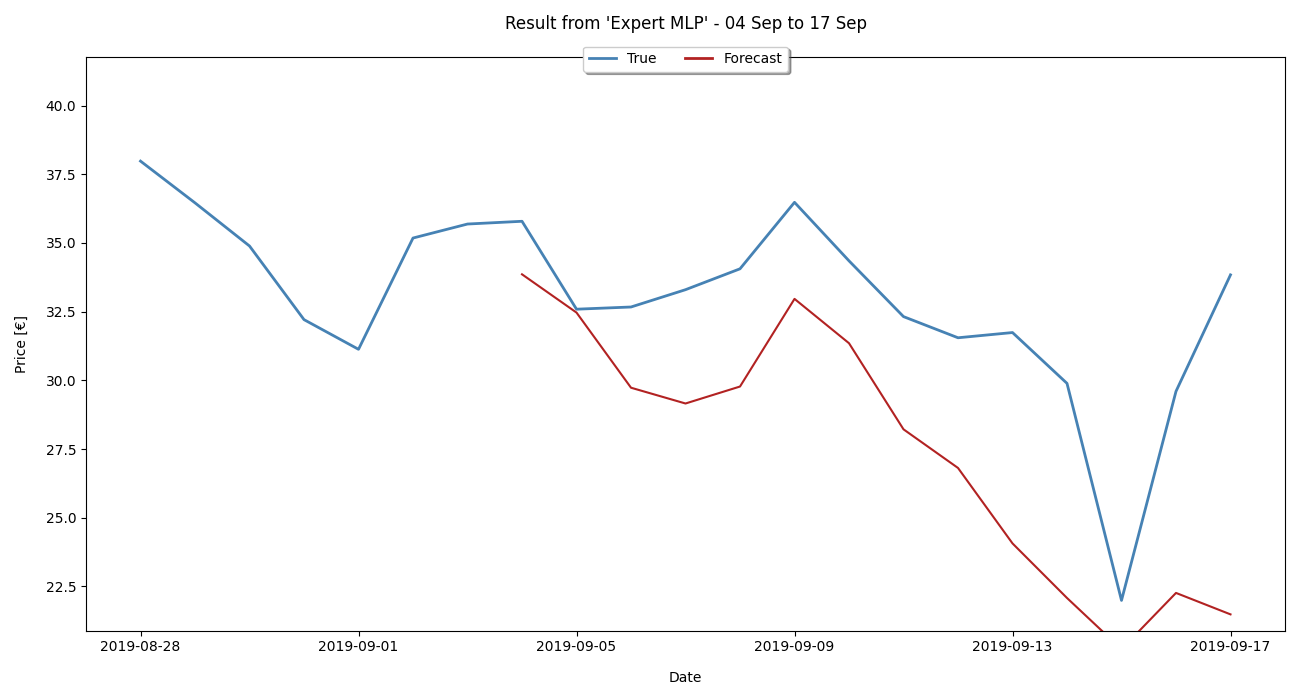 Result from 'Expert MLP' - 04 Sep to 17 Sep
True Forecast
40.0
37.5
35.0
32.5
30.0
27.5
25.0
22.5
Price [€]
2019-08-28 2019-09-01 2019-09-05 2019-09-09 2019-09-13 2019-09-17
Date